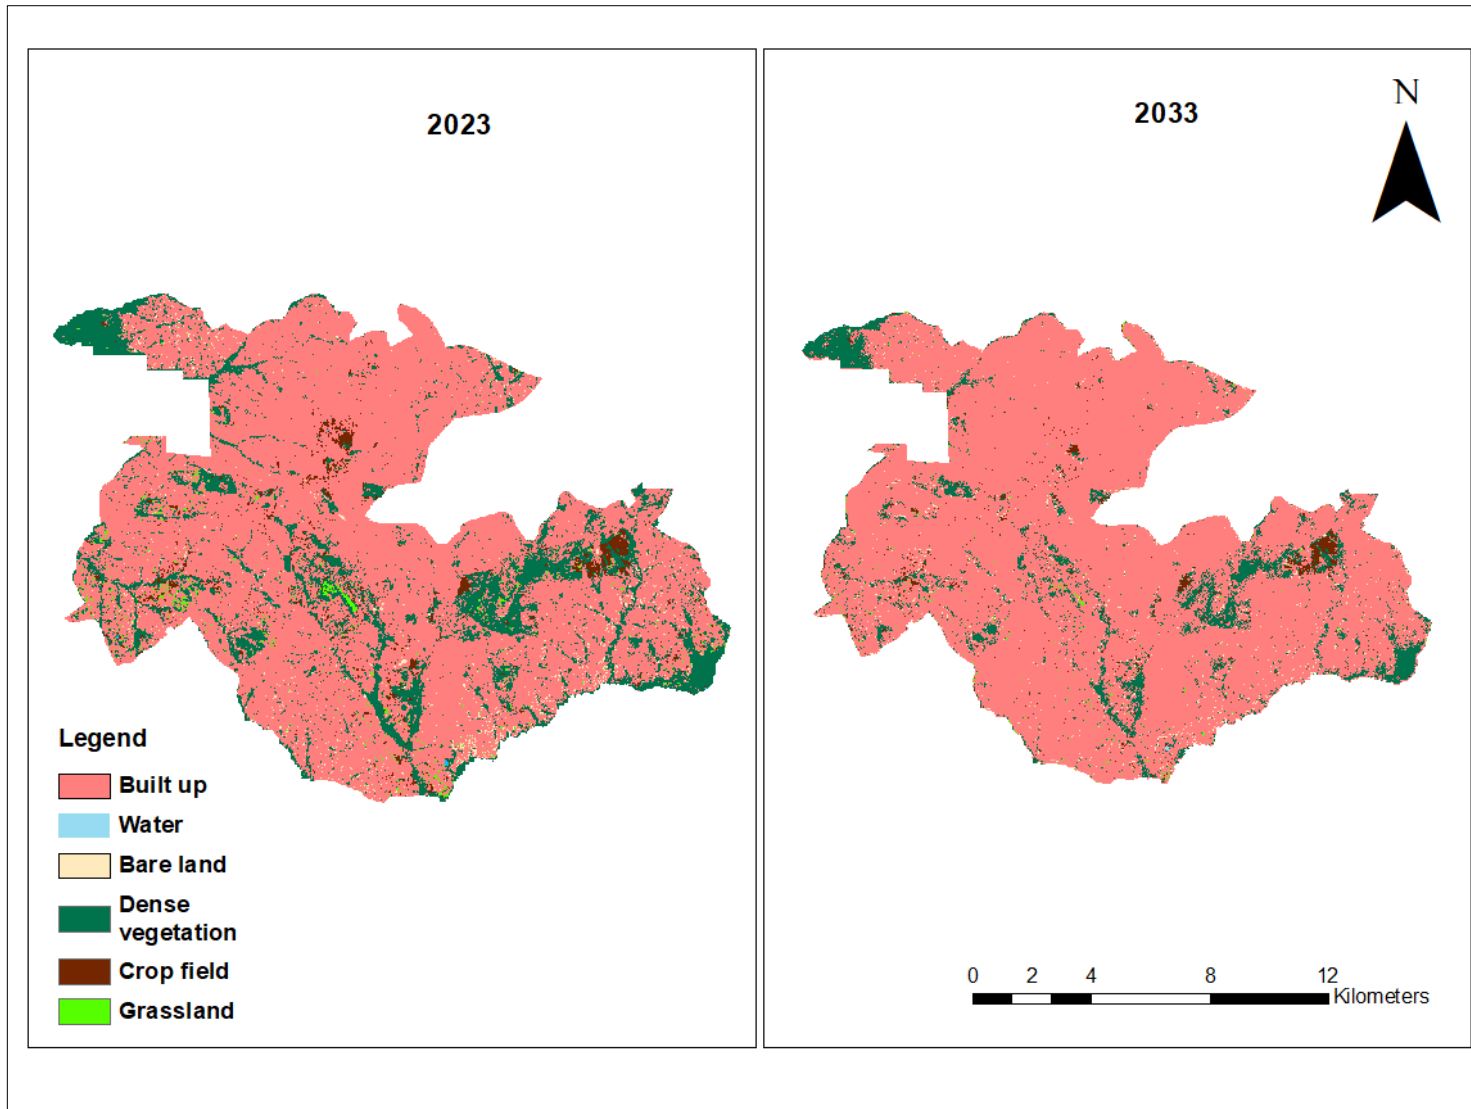 2023
2033
N
Legend
Built up
Water
Bare land
Dense
vegetation
Crop field
Grassland
0 2 4 8 12
Kilometers